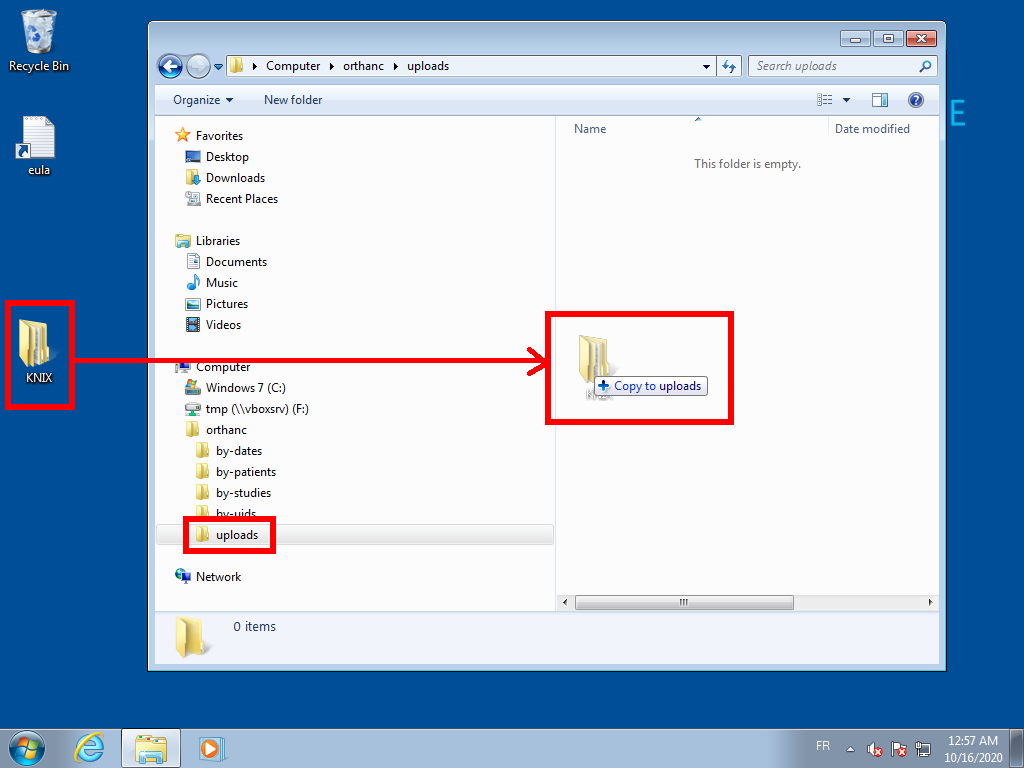 Recycle Bin
eula
KNIX
E
Computer
orthanc
uploads
Search uploads
Organize
New folder
Favorites
Desktop
Downloads
Recent Places
Libraries
Documents
Music
Pictures
Videos
Computer
Windows 7 (C:)
tmp (\\vboxsrv) (F:)
orthanc
by-dates
by-patients
by-studies
by-uids
uploads
Network
Name
Date modified
This folder is empty.
KNIX
Copy to uploads
0 items
FR
12:57 AM
10/16/2020